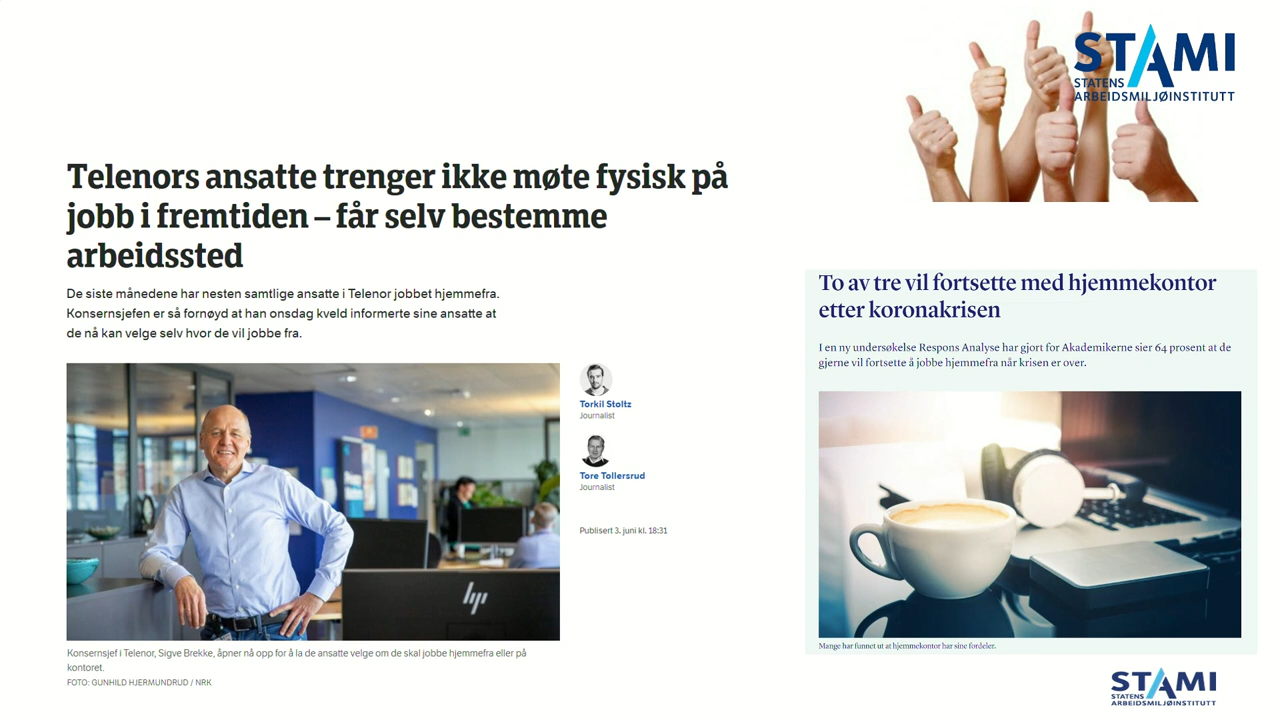 STAMI
STATENS
ARBEIDSMILJØINSTITUTT
Telenors ansatte trenger ikke møte fysisk på
jobb i fremtiden – får selv bestemme
arbeidssted
De siste månedene har nesten samtlige ansatte i Telenor jobbet hjemmefra.
Konsernsjefen er så fornøyd at han onsdag kveld informerte sine ansatte at
de nå kan velge selv hvor de vil jobbe fra.
Torkil Stoltz
Journalist
Tore Tollersrud
Journalist
Publisert 3. juni kl. 18:31
hp
Konsernsjef i Telenor, Sigve Brekke, åpner nå opp for å la de ansatte velge om de skal jobbe hjemmefra eller på
kontoret.
FOTO: GUNHILD HJERMUNDRUD / NRK
To av tre vil fortsette med hjemmekontor
etter koronakrisen
I en ny undersøkelse Respons Analyse har gjort for Akademikerne sier 64 prosent at de
gjerne vil fortsette å jobbe hjemmefra når krisen er over.
Mange har funnet ut at hjemmekontor har sine fordeler.
STAMI
STATENS
ARBEIDSMILJØINSTITUTT